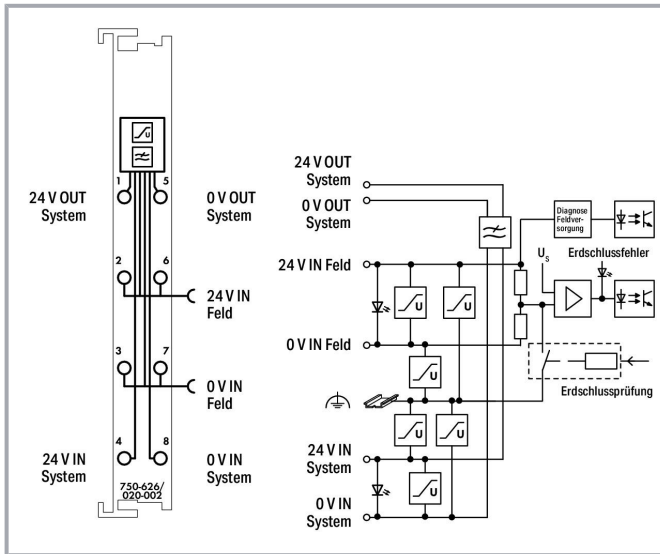 1
5
24 V OUT
System
0 V OUT
System
2
6
24 V IN
Feld
3
7
0 V IN
Feld
4
8
24 V IN
System
0 V IN
System
750-626/
020-002
U
24 V OUT
System
0 V OUT
System
24 V IN Feld
0 V IN Feld
24 V IN
System
0 V IN
System
U
U
U
U
U
U
Diagnose
Feldver-
sorgung
US
Erdschlussfehler
Erdschlussprüfung